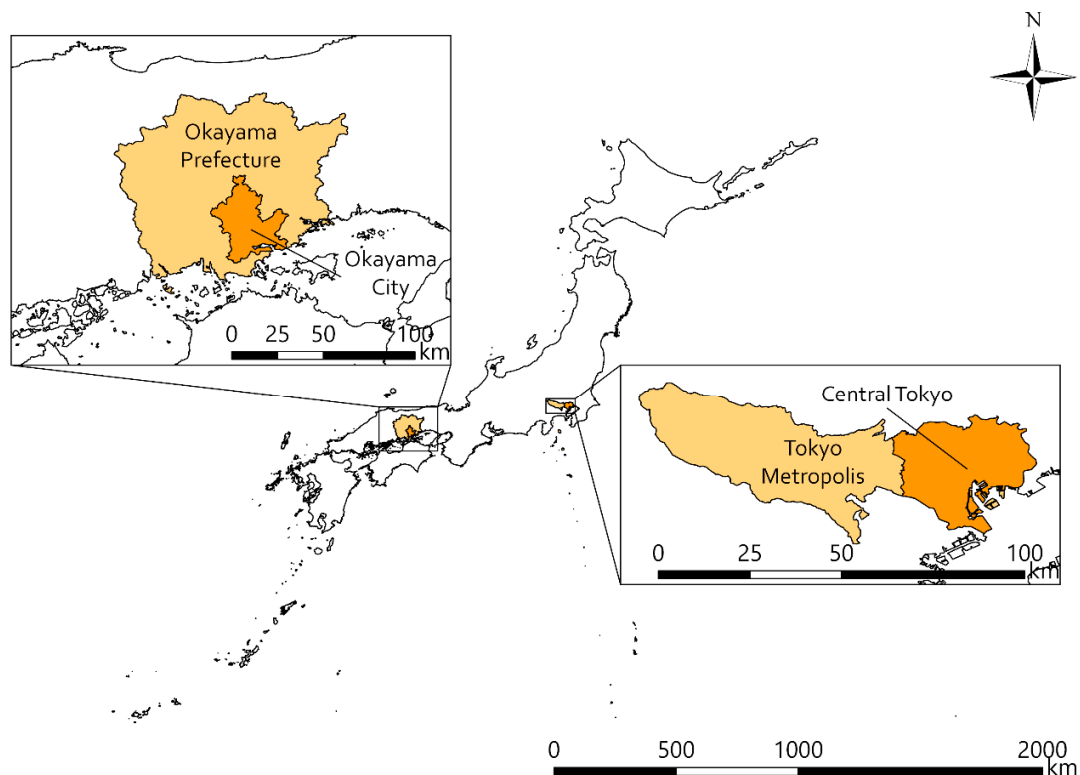 N
Okayama
Prefecture
Okayama
City
0 25 50 100
km
Central Tokyo
Tokyo
Metropolis
0 25 50 100
km
0 500 1000 2000
km